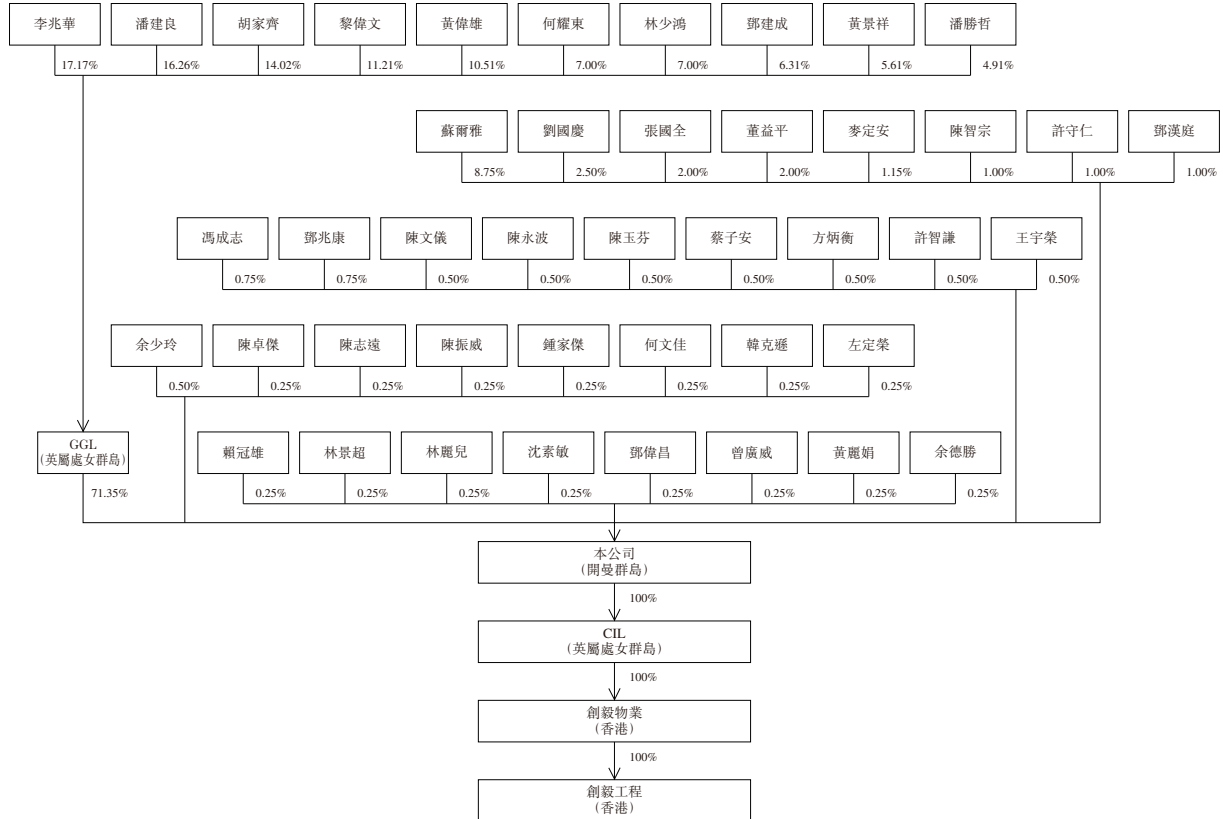 李兆華 潘建良 胡家齊 黎偉文 黃偉雄 何耀東 林少鴻 鄧建成 黃景祥 潘勝哲
17.17% 16.26% 14.02% 11.21% 10.51% 7.00% 7.00% 6.31% 5.61% 4.91%
蘇爾雅 劉國慶 張國全 董益平 麥定安 陳智宗 許守仁 鄧漢庭
8.75% 2.50% 2.00% 2.00% 1.15% 1.00% 1.00% 1.00%
馮成志 鄧兆康 陳文儀 陳永波 陳玉芬 蔡子安 方炳衡 許智謙 王宇榮
0.75% 0.75% 0.50% 0.50% 0.50% 0.50% 0.50% 0.50% 0.50%
余少玲 陳卓傑 陳志遠 陳振威 鍾家傑 何文佳 韓克遜 左定榮
0.50% 0.25% 0.25% 0.25% 0.25% 0.25% 0.25% 0.25%
GGL
(英屬處女群島)
71.35%
賴冠雄 林景超 林麗兒 沈素敏 鄧偉昌 曾廣威 黃麗娟 余德勝
0.25% 0.25% 0.25% 0.25% 0.25% 0.25% 0.25% 0.25%
本公司
(開曼群島)
100%
CIL
(英屬處女群島)
100%
創毅物業
(香港)
100%
創毅工程
(香港)